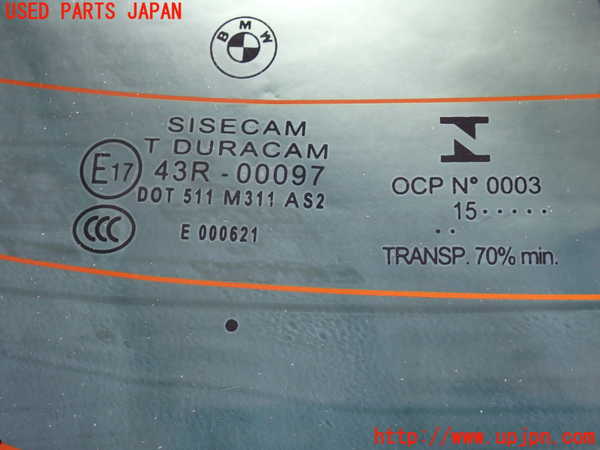 USED PARTS JAPAN
BMW
SISECAM
T DURACAM
E17
43R-00097
DOT 511 M311 AS2
CCC
E 000621
N
OCP N° 0003
15·····
··
TRANSP. 70% min.
http://www.upjpn.com